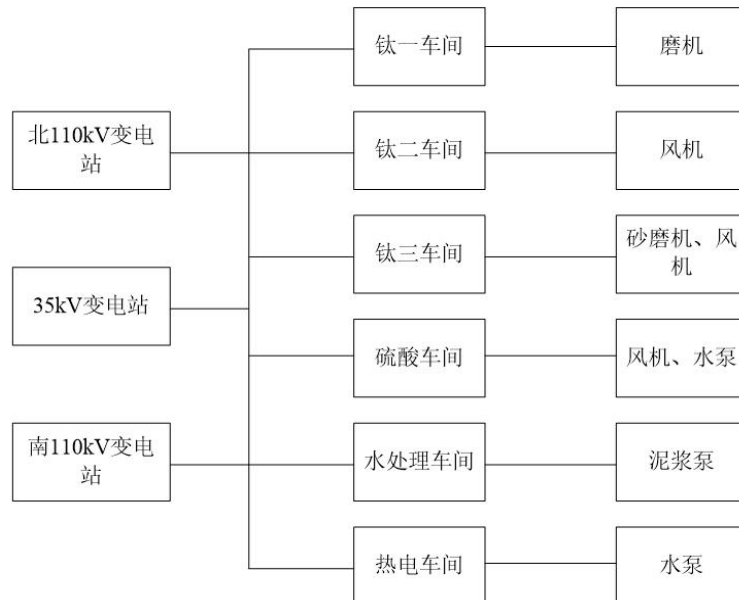 钛一车间
磨机
北110kV变电
站
钛二车间
风机
钛三车间
砂磨机、风
机
35kV变电站
硫酸车间
风机、水泵
南110kV变电
站
水处理车间
泥浆泵
热电车间
水泵